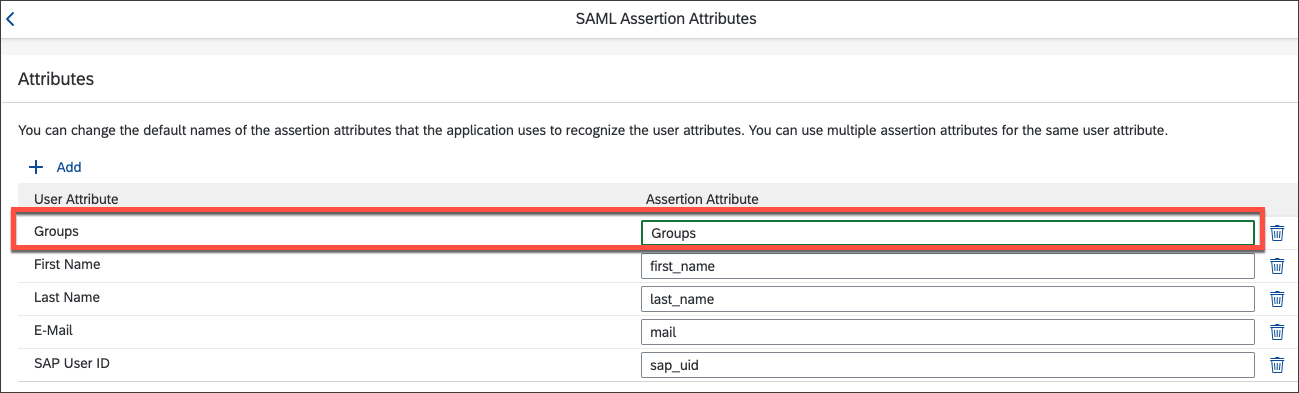 SAML Assertion Attributes
Attributes
You can change the default names of the assertion attributes that the application uses to recognize the user attributes. You can use multiple assertion attributes for the same user attribute.
Add
User Attribute Assertion Attribute
Groups Groups
First Name first_name
Last Name last_name
E-Mail mail
SAP User ID sap_uid